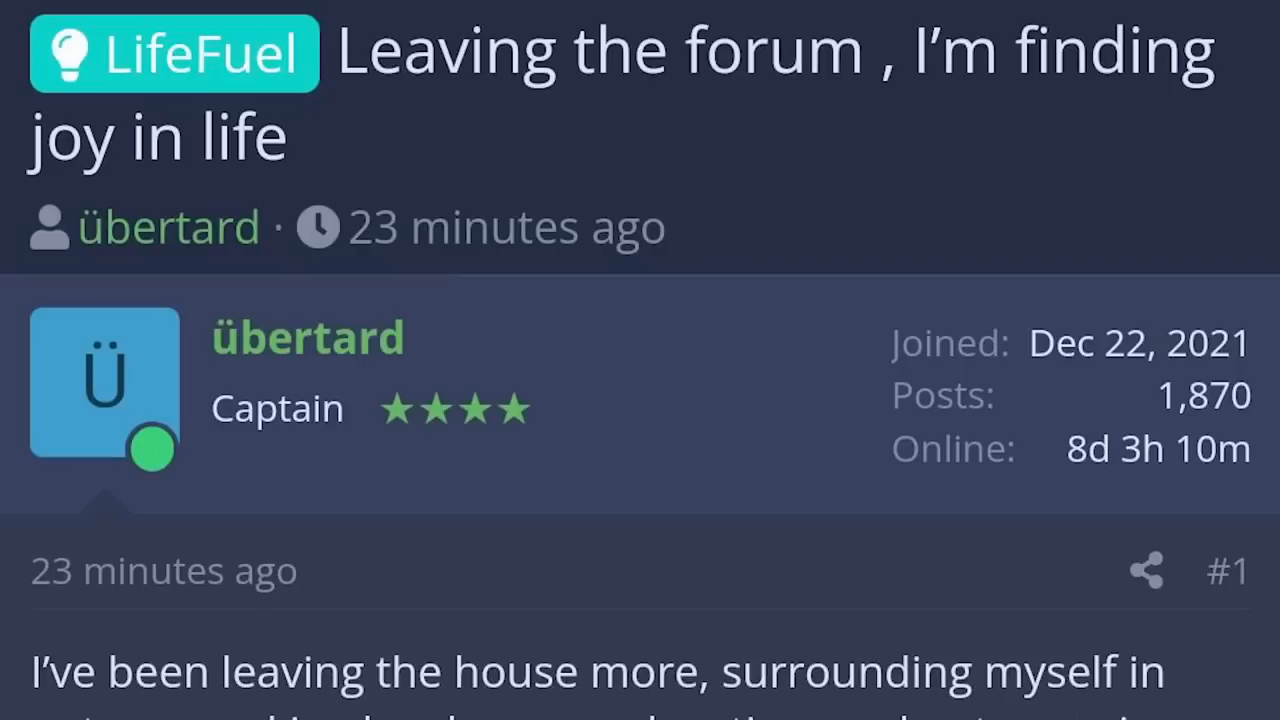 LifeFuel Leaving the forum , I'm finding
joy in life
übertard · 23 minutes ago
Ü
übertard
Captain ★★★★
Joined: Dec 22, 2021
Posts: 1,870
Online: 8d 3h 10m
23 minutes ago
#1
I've been leaving the house more, surrounding myself in